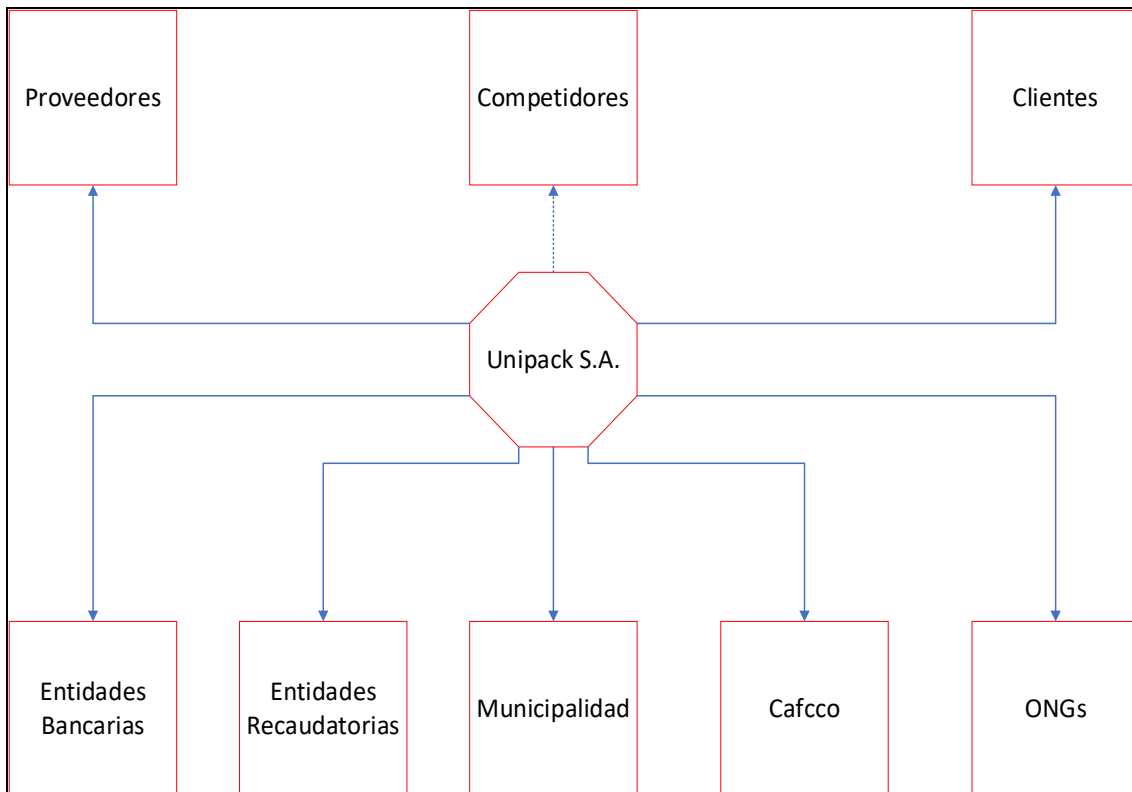 Proveedores
Competidores
Clientes
Unipack S.A.
Entidades
Bancarias
Entidades
Recaudatorias
Municipalidad
Cafcco
ONGs